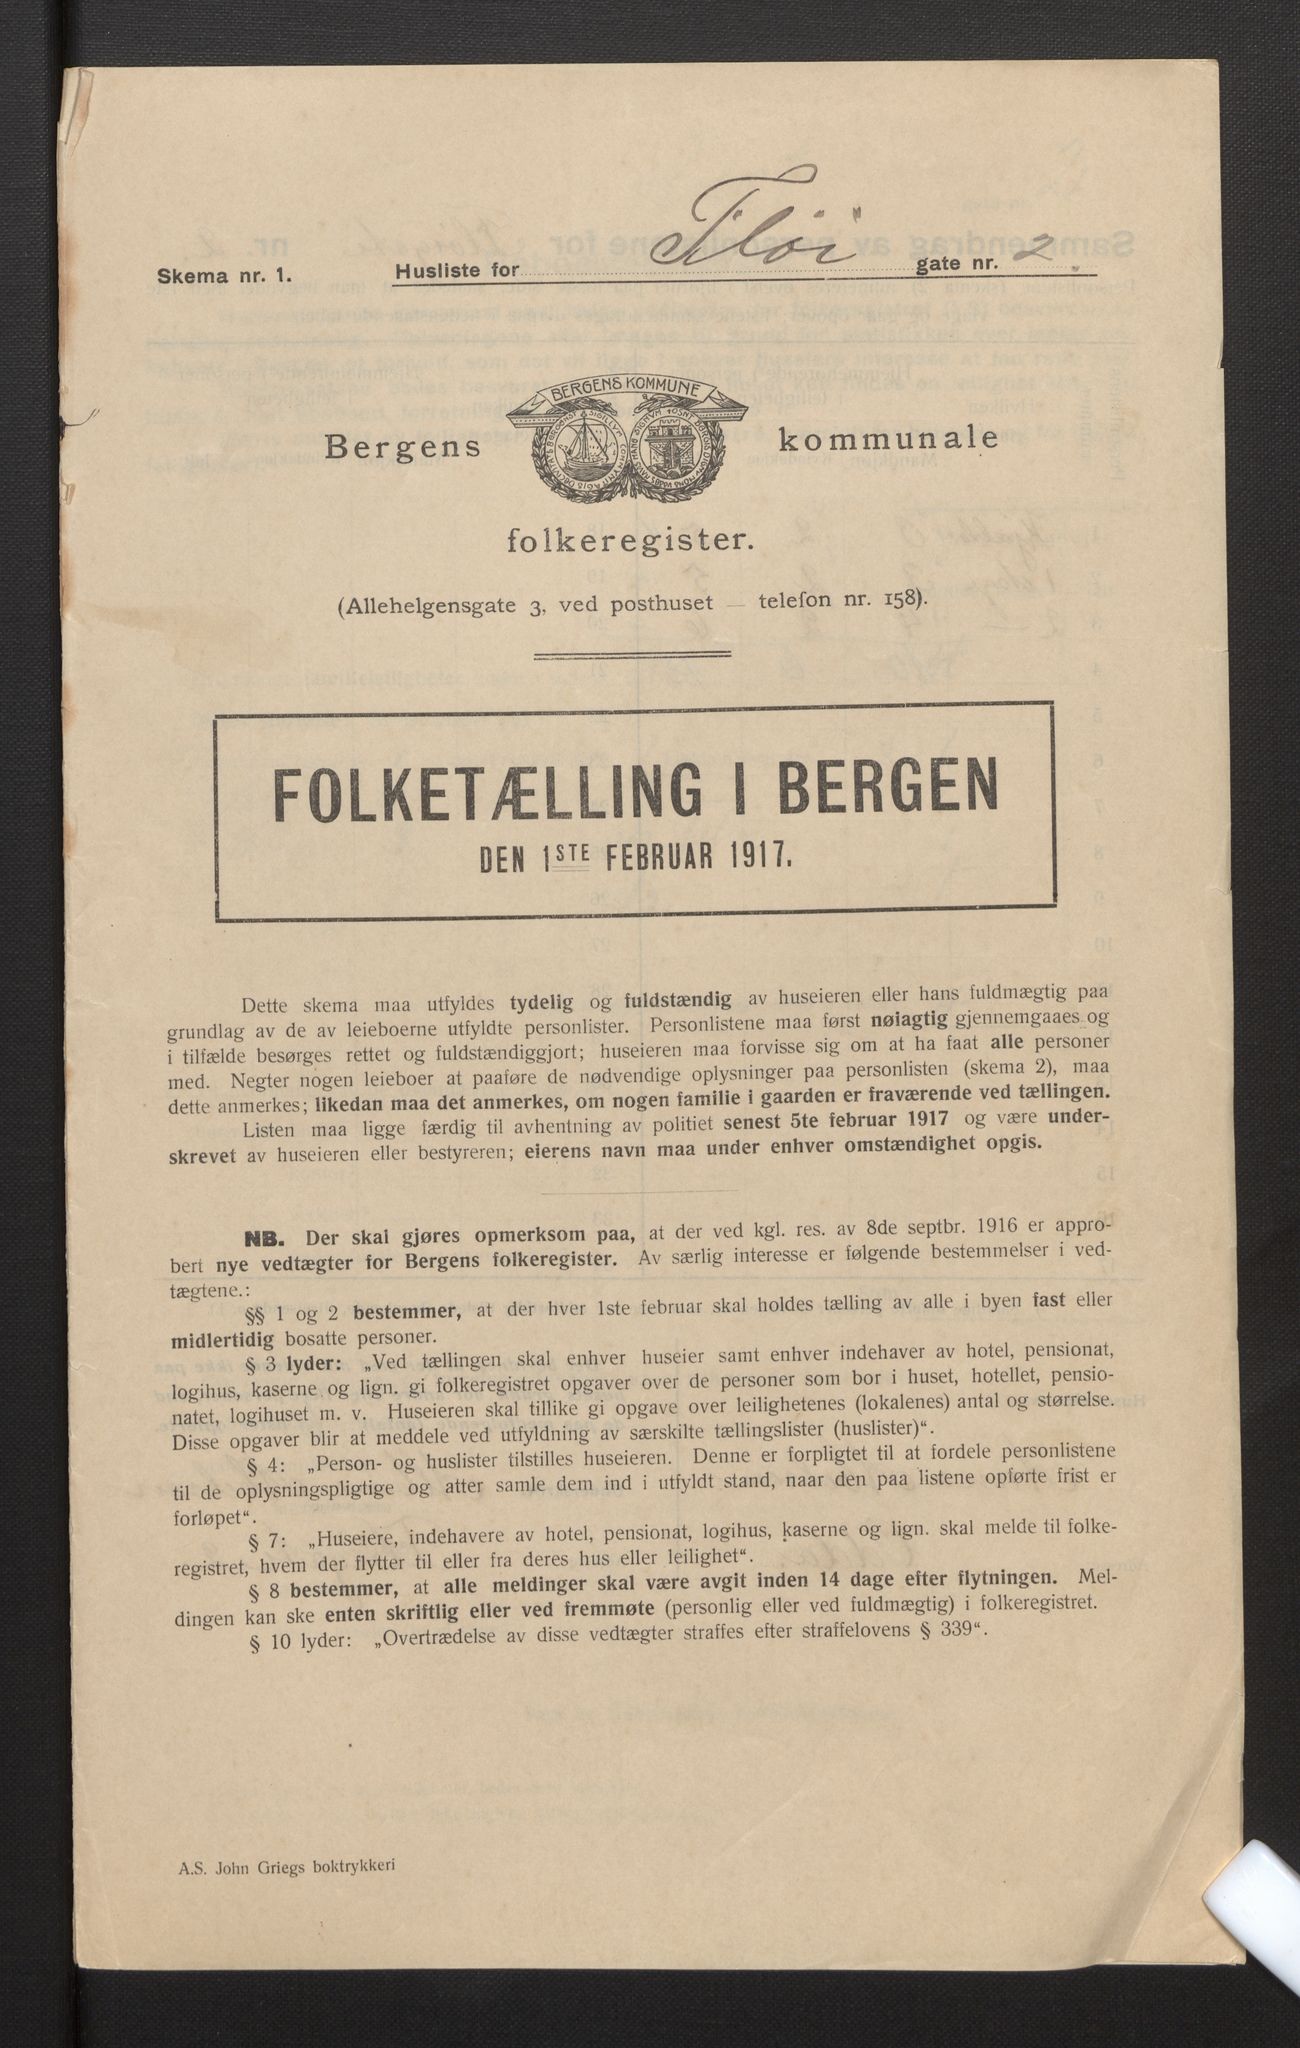 Skema nr. 1. Husliste for Fløi gate nr. 2.
BERGENS KOMMUNE
Bergens kommunale
folkeregister.
(Allehelgensgate 3, ved posthuset — telefon nr. 158).
FOLKETÆLLING I BERGEN
DEN 1STE FEBRUAR 1917.
Dette skema maa utfyldes tydelig og fuldstændig av huseieren eller hans fuldmægtig paa
grundlag av de av leieboerne utfyldte personlister. Personlistene maa først nøiagtig gjennemgaaes og
i tilfælde besørges rettet og fuldstændiggjort; huseieren maa forvisse sig om at ha faat alle personer
med. Negter nogen leieboer at paaføre de nødvendige oplysninger paa personlisten (skema 2), maa
dette anmerkes; likedan maa det anmerkes, om nogen familie i gaarden er fraværende ved tællingen.
Listen maa ligge færdig til avhentning av politiet senest 5te februar 1917 og være under-
skrevet av huseieren eller bestyreren; eierens navn maa under enhver omstændighet opgis.
NB. Der skal gjøres opmerksom paa, at der ved kgl. res. av 8de septbr. 1916 er appro-
bert nye vedtægter for Bergens folkeregister. Av særlig interesse er følgende bestemmelser i ved-
tægtene.:
§§ 1 og 2 bestemmer, at der hver 1ste februar skal holdes tælling av alle i byen fast eller
midlertidig bosatte personer.
§ 3 lyder: „Ved tællingen skal enhver huseier samt enhver indehaver av hotel, pensionat,
logihus, kaserne og lign. gi folkeregistret opgaver over de personer som bor i huset, hotellet, pensio-
natet, logihuset m. v. Huseieren skal tillike gi opgave over leilighetenes (lokalenes) antal og størrelse.
Disse opgaver blir at meddele ved utfyldning av særskilte tællingslister (huslister)“.
§ 4: „Person- og huslister tilstilles huseieren. Denne er forpligtet til at fordele personlistene
til de oplysningspligtige og atter samle dem ind i utfyldt stand, naar den paa listene opførte frist er
forløpet“.
§ 7: „Huseiere, indehavere av hotel, pensionat, logihus, kaserne og lign. skal melde til folke-
registret, hvem der flytter til eller fra deres hus eller leilighet“.
§ 8 bestemmer, at alle meldinger skal være avgit inden 14 dage efter flytningen. Mel-
dingen kan ske enten skriftlig eller ved fremmøte (personlig eller ved fuldmægtig) i folkeregistret.
§ 10 lyder: „Overtrædelse av disse vedtægter straffes efter straffelovens § 339“.
A.S. John Griegs boktrykkeri